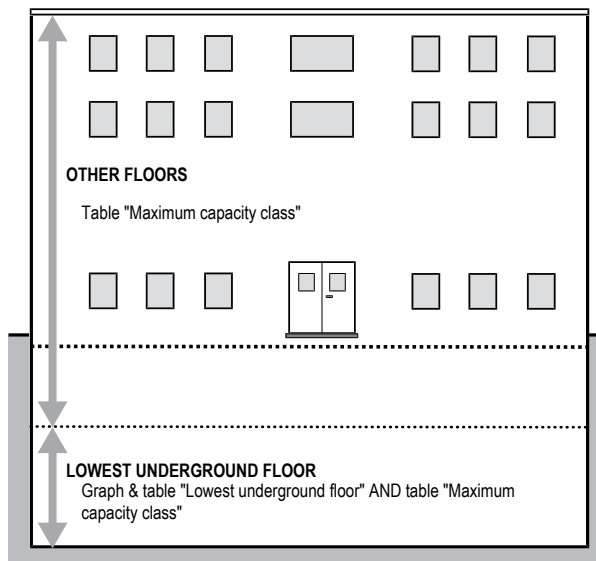 OTHER FLOORS
Table "Maximum capacity class"
LOWEST UNDERGROUND FLOOR
Graph & table "Lowest underground floor" AND table "Maximum
capacity class"